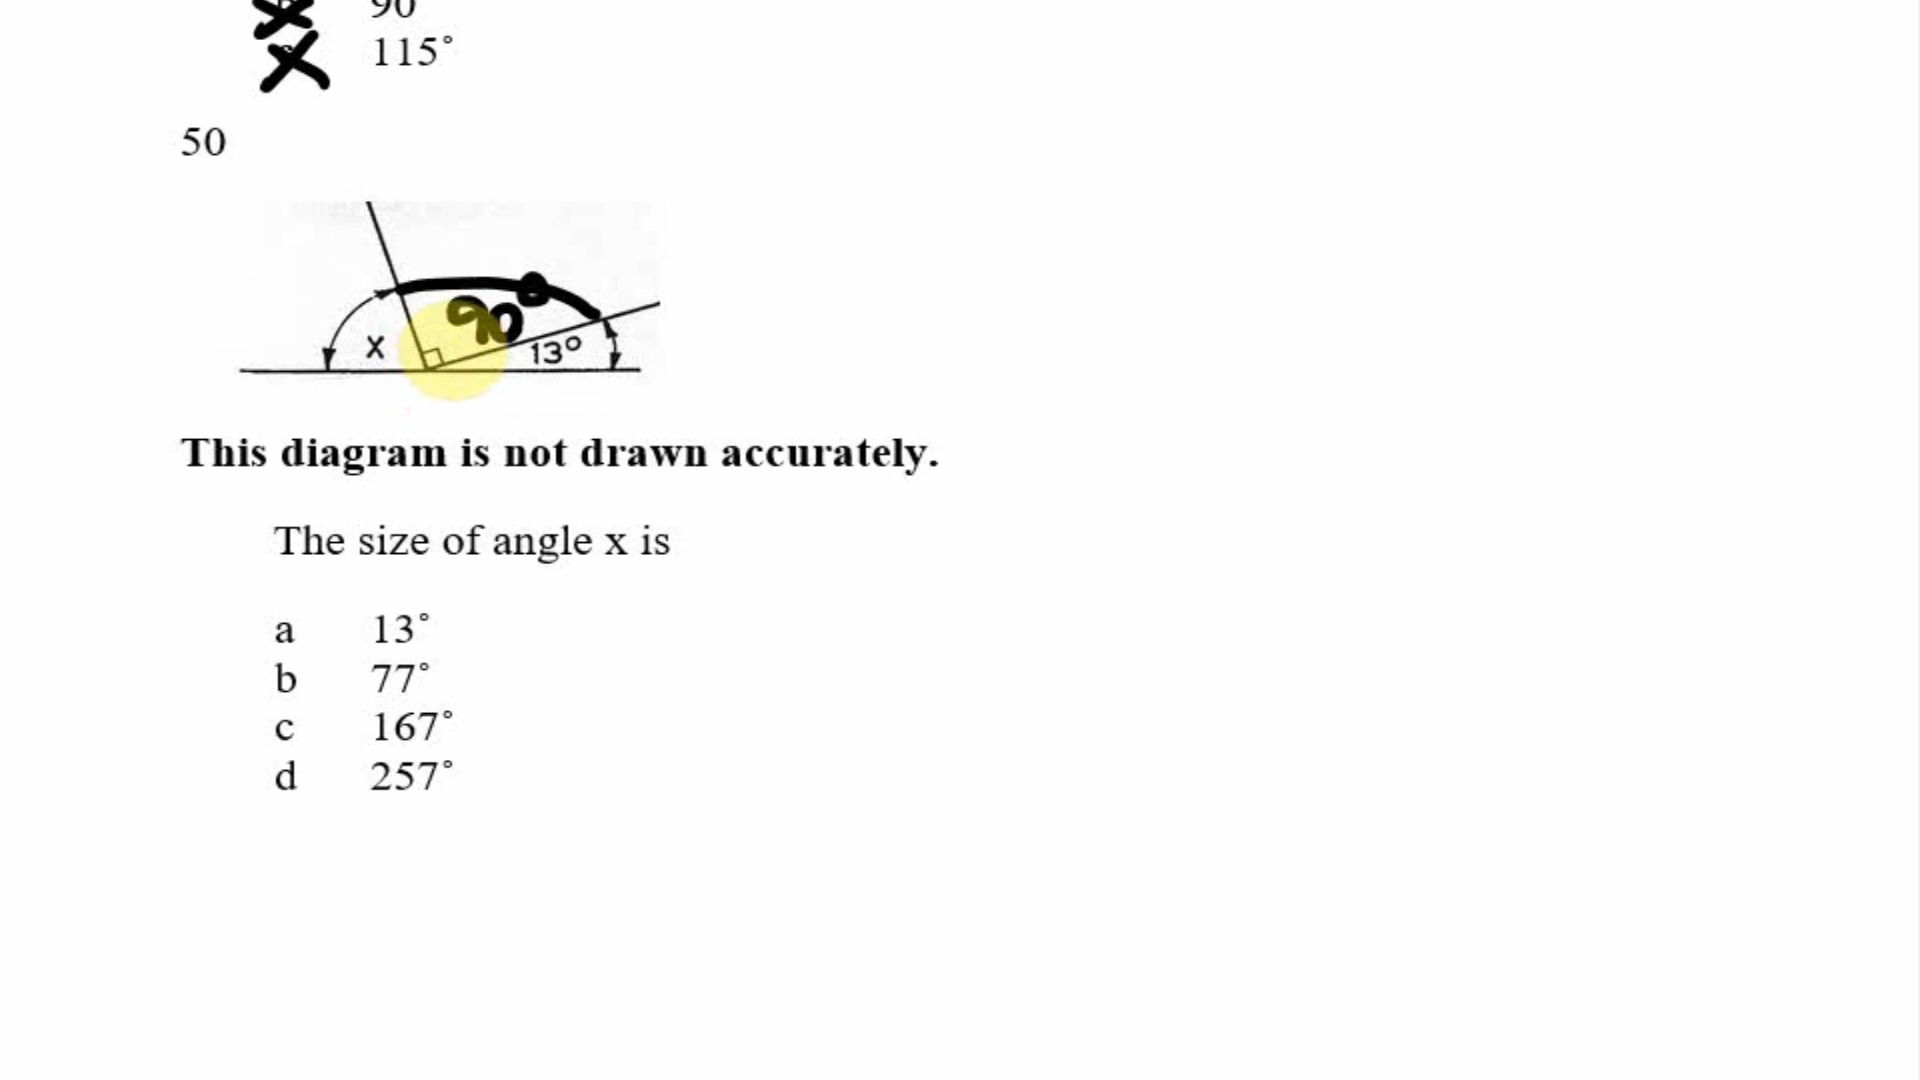 90
115°
50
90°
x
13°
This diagram is not drawn accurately.
The size of angle x is
a 13°
b 77°
c 167°
d 257°